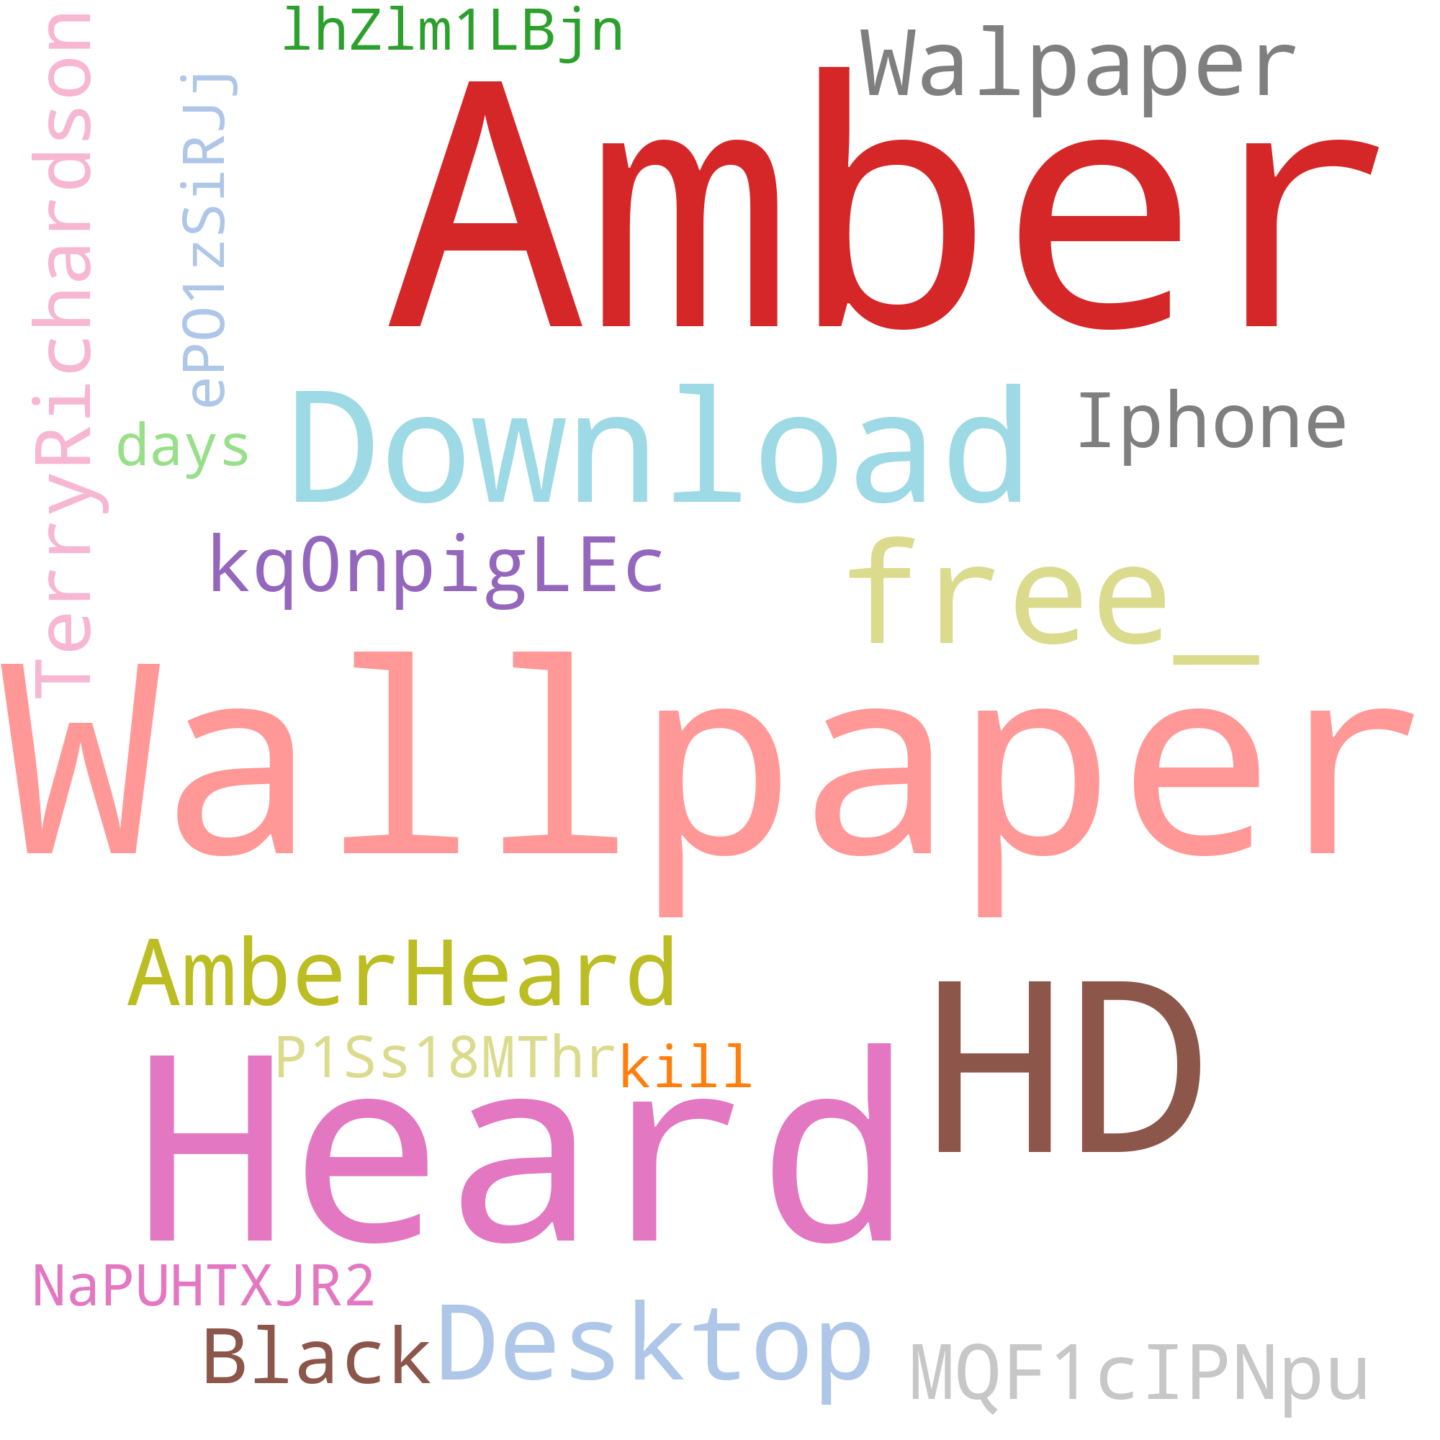 lhZlm1LBjn
Walpaper
Amber
TerryRichardson
ePO1zSiRJj
Download
Iphone
days
kq0npigLEc
free_
Wallpaper
AmberHeard
HD
P1Ss18MThr
kill
Heard
NaPUHTXJR2
Black
Desktop
MQF1cIPNpu